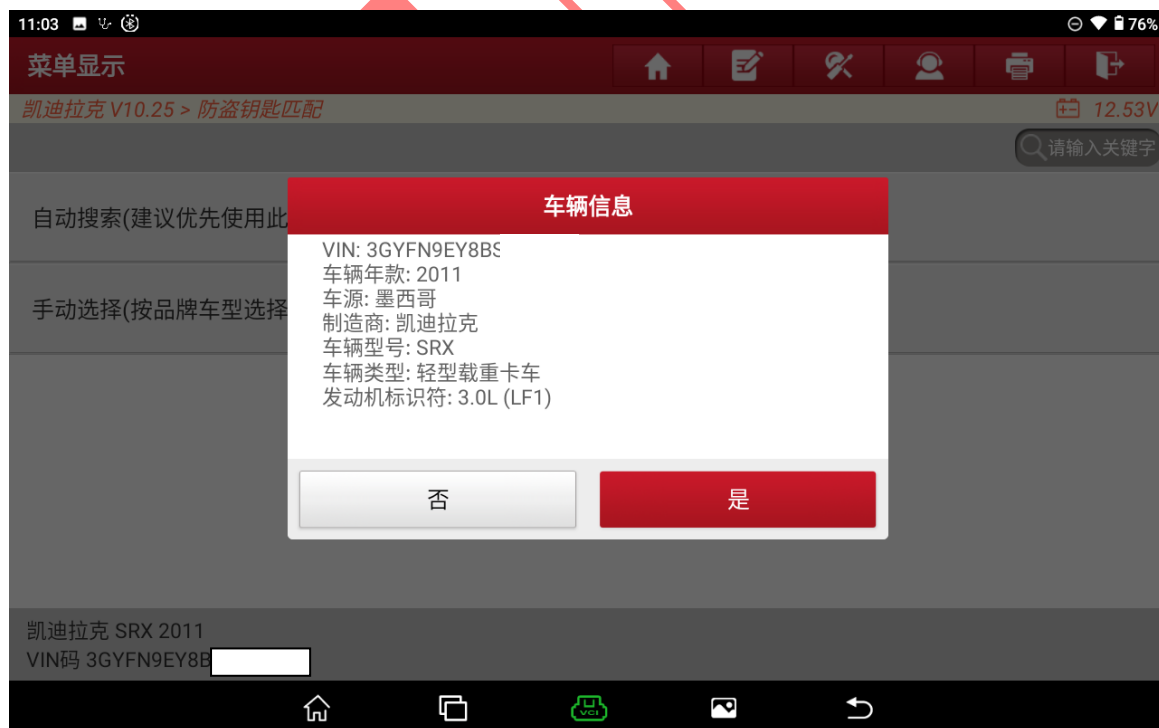 11:03
76%
菜单显示
凯迪拉克 V10.25 > 防盗钥匙匹配
12.53V
请输入关键字
自动搜索(建议优先使用此
手动选择(按品牌车型选择
车辆信息
VIN: 3GYFN9EY8BS
车辆年款: 2011
车源: 墨西哥
制造商: 凯迪拉克
车辆型号: SRX
车辆类型: 轻型载重卡车
发动机标识符: 3.0L (LF1)
否
是
凯迪拉克 SRX 2011
VIN码 3GYFN9EY8B
VCI